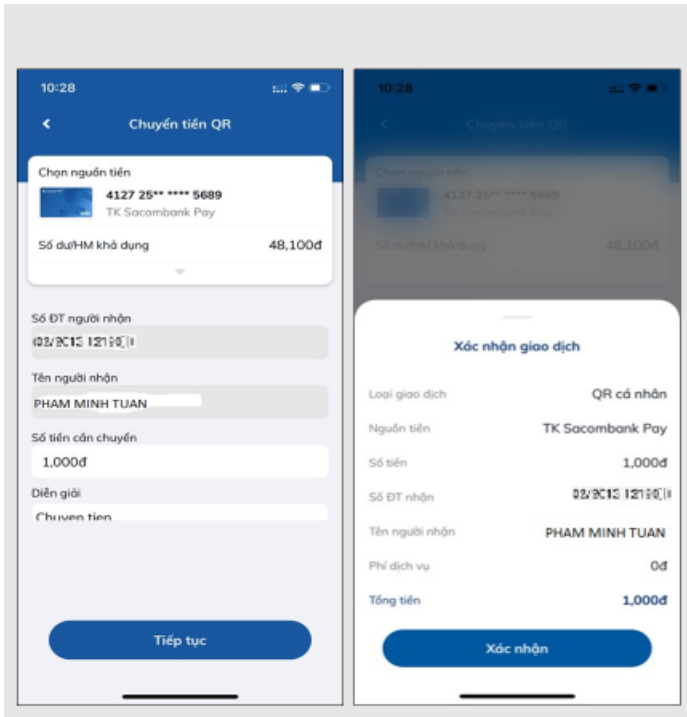 10:28
Chuyển tiền QR
Chọn nguồn tiền
4127 25** **** 5689
TK Sacombank Pay
Số dư/HM khả dụng 48,100đ
Số ĐT người nhận
Tên người nhận
PHAM MINH TUAN
Số tiền cần chuyển
1,000đ
Diễn giải
Chuyen tien
Tiếp tục
10:28
Chuyển tiền QR
Chọn nguồn tiền
4127 25** **** 5689
TK Sacombank Pay
Số dư/HM khả dụng 48,100đ
Xác nhận giao dịch
Loại giao dịch QR cá nhân
Nguồn tiền TK Sacombank Pay
Số tiền 1,000đ
Số ĐT nhận
Tên người nhận PHAM MINH TUAN
Phí dịch vụ 0đ
Tổng tiền 1,000đ
Xác nhận